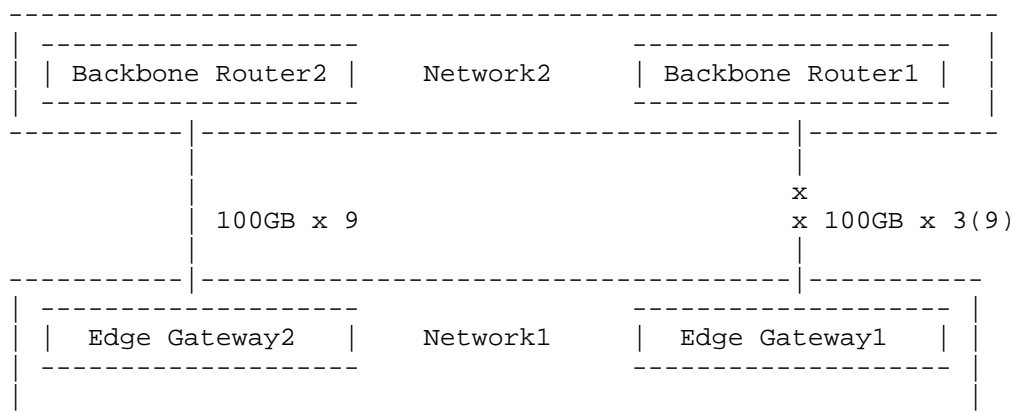 Backbone Router2 Network2 Backbone Router1
x
100GB x 9 x 100GB x 3(9)
Edge Gateway2 Network1 Edge Gateway1